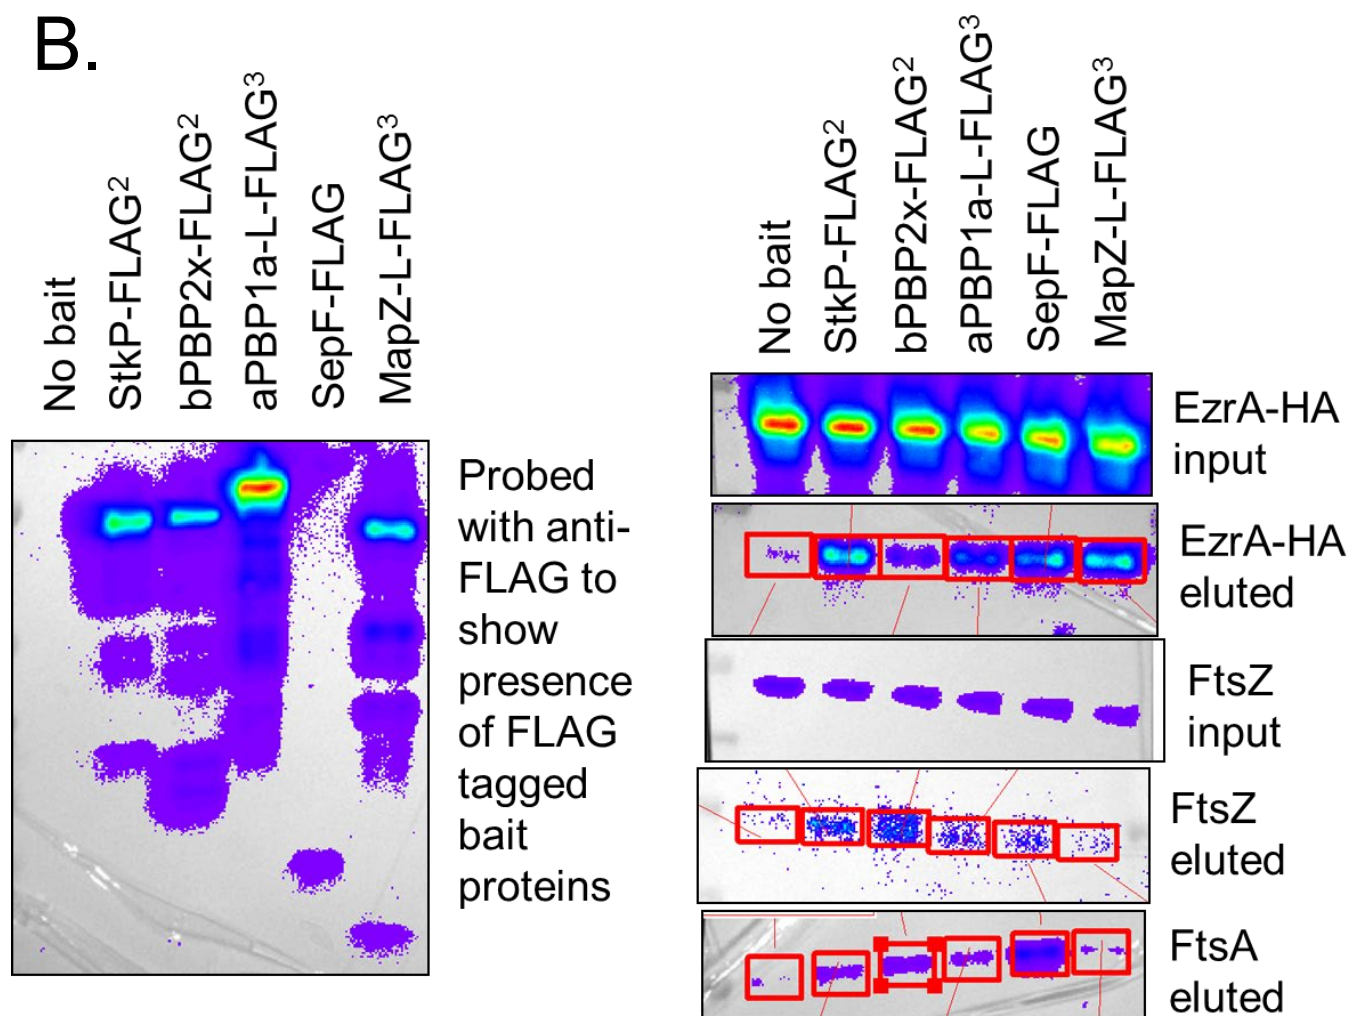 B.
No bait
StkP-FLAG²
bPBP2x-FLAG²
aPBP1a-L-FLAG³
SepF-FLAG
MapZ-L-FLAG³
Probed
with anti-
FLAG to
show
presence
of FLAG
tagged
bait
proteins
No bait
StkP-FLAG²
bPBP2x-FLAG²
aPBP1a-L-FLAG³
SepF-FLAG
MapZ-L-FLAG³
EzrA-HA
input
EzrA-HA
eluted
FtsZ
input
FtsZ
eluted
FtsA
eluted